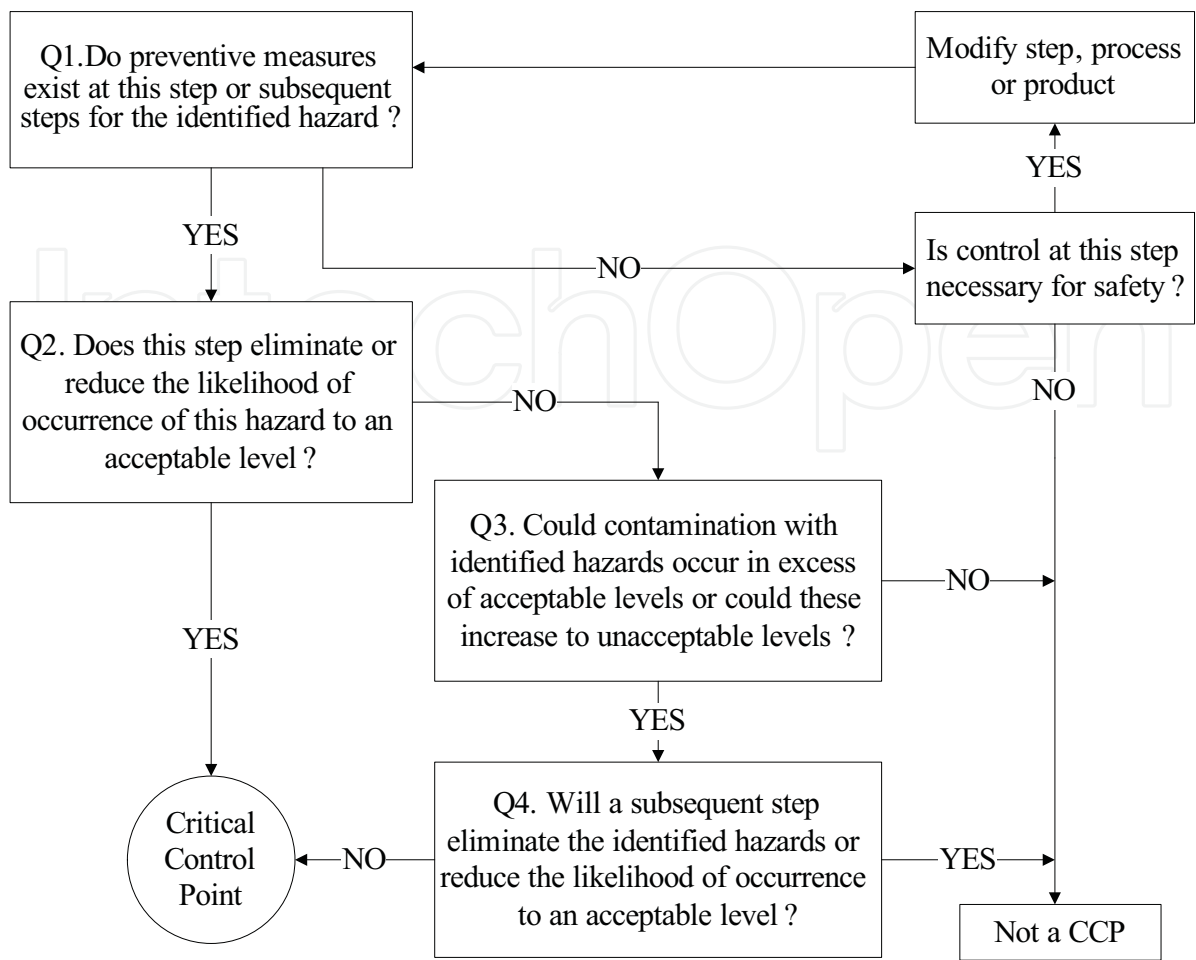 Q1.Do preventive measures
exist at this step or subsequent
steps for the identified hazard ?
Modify step, process
or product
YES
YES
NO
Is control at this step
necessary for safety ?
IntechOpen
Q2. Does this step eliminate or
reduce the likelihood of
occurrence of this hazard to an
acceptable level ?
NO
NO
Q3. Could contamination with
identified hazards occur in excess
of acceptable levels or could these
increase to unacceptable levels ?
NO
YES
YES
Critical
Control
Point
NO
Q4. Will a subsequent step
eliminate the identified hazards or
reduce the likelihood of occurrence
to an acceptable level ?
YES
Not a CCP